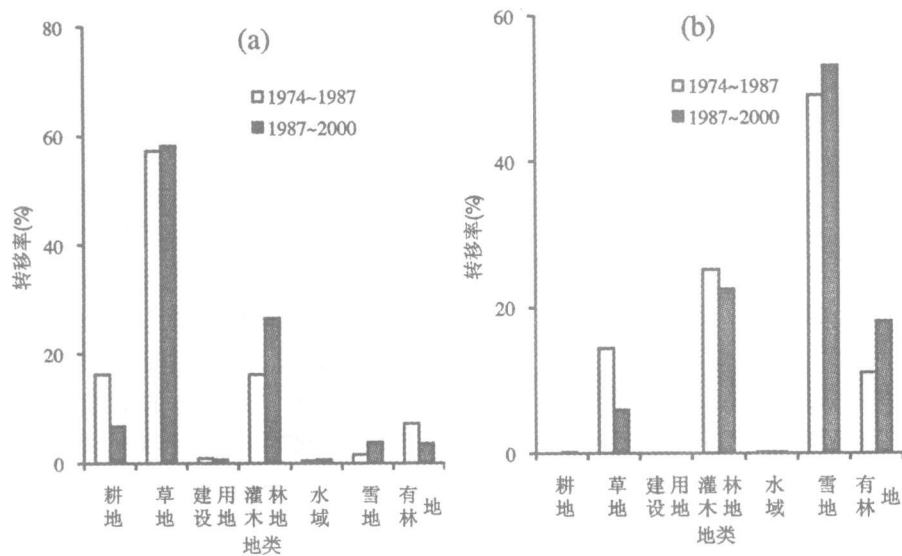 (a)
80
60
40
20
0
转移率(%)
1974~1987
1987~2000
耕地
草地
建设用地
灌木林地
水域
雪地
有林地
地类
(b)
60
40
20
0
转移率(%)
1974~1987
1987~2000
耕地
草地
建设用地
灌木林地
水域
雪地
有林地
地类